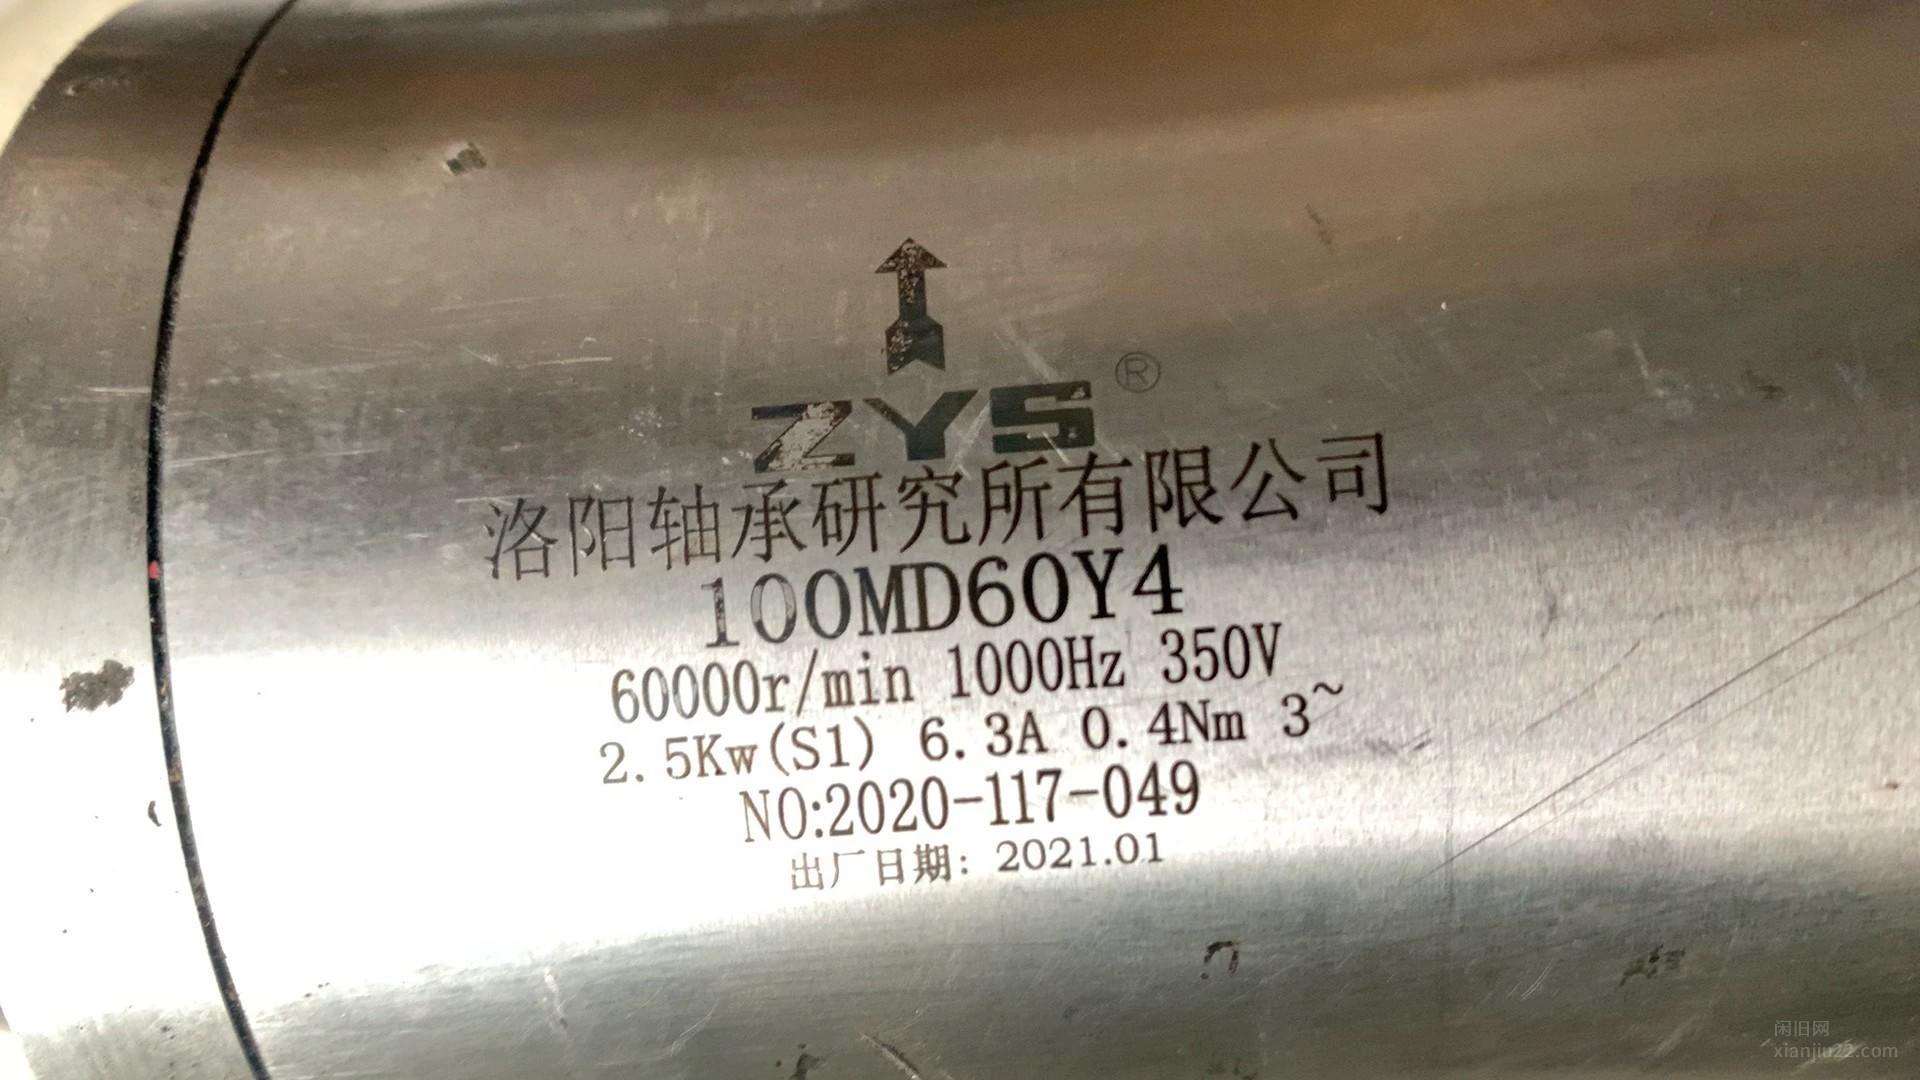 ZYS®
洛阳轴承研究所有限公司
100MD60Y4
60000r/min 1000Hz 350V
2.5Kw(S1) 6.3A 0.4Nm 3~
NO:2020-117-049
出厂日期: 2021.01
闲旧网
xianjiu22.com